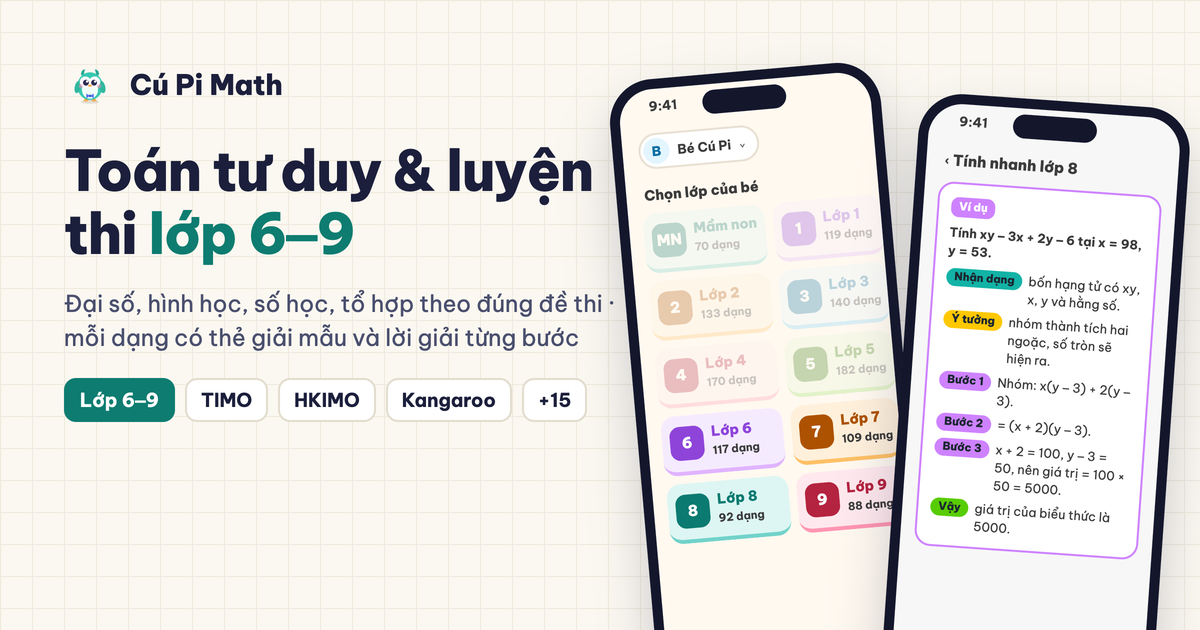 Cú Pi Math
Toán tư duy & luyện
thi lớp 6–9
Đại số, hình học, số học, tổ hợp theo đúng đề thi ·
mỗi dạng có thẻ giải mẫu và lời giải từng bước
Lớp 6–9
TIMO
HKIMO
Kangaroo
+15
9:41
B Bé Cú Pi
Chọn lớp của bé
MN Mầm non
70 dạng
1 Lớp 1
119 dạng
2 Lớp 2
133 dạng
3 Lớp 3
140 dạng
4 Lớp 4
170 dạng
5 Lớp 5
182 dạng
6 Lớp 6
117 dạng
7 Lớp 7
109 dạng
8 Lớp 8
92 dạng
9 Lớp 9
88 dạng
9:41
‹ Tính nhanh lớp 8
Ví dụ
Tính xy – 3x + 2y – 6 tại x = 98,
y = 53.
Nhận dạng bốn hạng tử có xy,
x, y và hằng số.
Ý tưởng nhóm thành tích hai
ngoặc, số tròn sẽ
hiện ra.
Bước 1 Nhóm: x(y – 3) + 2(y –
3).
Bước 2 = (x + 2)(y – 3).
Bước 3 x + 2 = 100, y – 3 =
50, nên giá trị = 100 ×
50 = 5000.
Vậy giá trị của biểu thức là
5000.